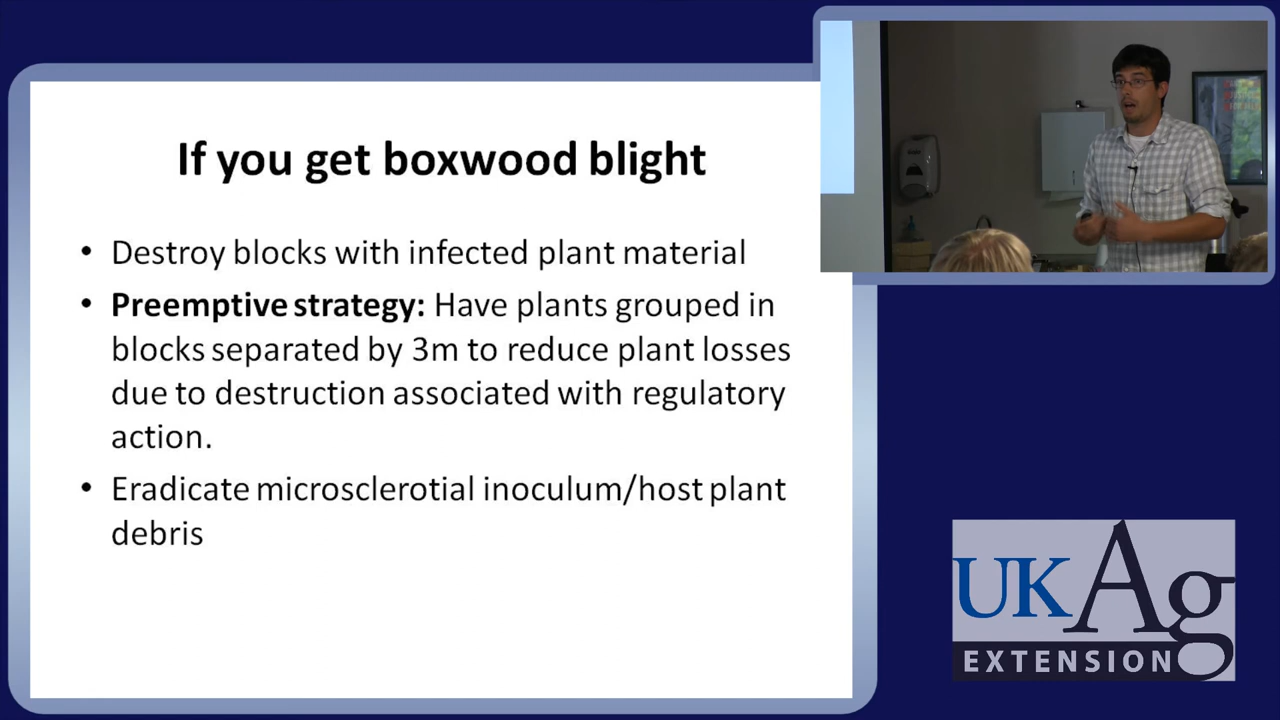 If you get boxwood blight
• Destroy blocks with infected plant material
• Preemptive strategy: Have plants grouped in
blocks separated by 3m to reduce plant losses
due to destruction associated with regulatory
action.
• Eradicate microsclerotial inoculum/host plant
debris
UKAg
EXTENSION